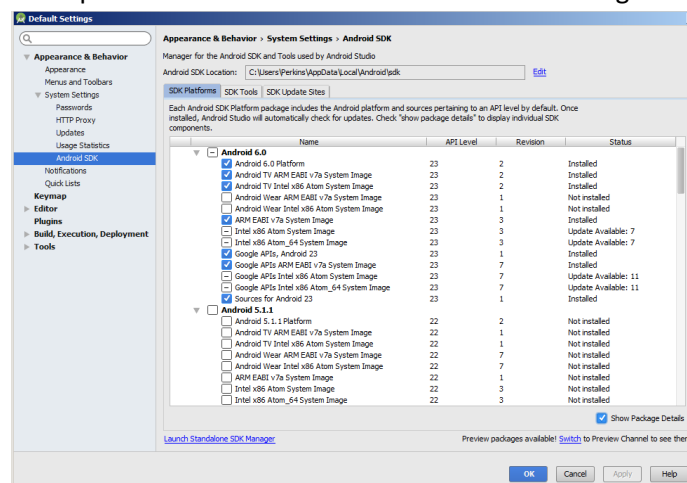 Default Settings
Appearance & Behavior › System Settings › Android SDK
Manager for the Android SDK and Tools used by Android Studio
Android SDK Location: C:\Users\Perkins\AppData\Local\Android\sdk Edit
SDK Platforms SDK Tools SDK Update Sites
Each Android SDK Platform package includes the Android platform and sources pertaining to an API level by default. Once
installed, Android Studio will automatically check for updates. Check "show package details" to display individual SDK
components.
Appearance & Behavior
Appearance
Menus and Toolbars
System Settings
Passwords
HTTP Proxy
Updates
Usage Statistics
Android SDK
Notifications
Quick Lists
Keymap
Editor
Plugins
Build, Execution, Deployment
Tools
Name API Level Revision Status
Android 6.0
Android 6.0 Platform 23 2 Installed
Android TV ARM EABI v7a System Image 23 2 Installed
Android TV Intel x86 Atom System Image 23 2 Installed
Android Wear ARM EABI v7a System Image 23 1 Not installed
Android Wear Intel x86 Atom System Image 23 1 Not installed
ARM EABI v7a System Image 23 3 Installed
Intel x86 Atom System Image 23 3 Update Available: 7
Intel x86 Atom_64 System Image 23 3 Update Available: 7
Google APIs, Android 23 23 1 Installed
Google APIs ARM EABI v7a System Image 23 7 Installed
Google APIs Intel x86 Atom System Image 23 7 Update Available: 11
Google APIs Intel x86 Atom_64 System Image 23 7 Update Available: 11
Sources for Android 23 23 1 Installed
Android 5.1.1
Android 5.1.1 Platform 22 2 Not installed
Android TV ARM EABI v7a System Image 22 1 Not installed
Android TV Intel x86 Atom System Image 22 1 Not installed
Android Wear ARM EABI v7a System Image 22 7 Not installed
Android Wear Intel x86 Atom System Image 22 7 Not installed
ARM EABI v7a System Image 22 1 Not installed
Intel x86 Atom System Image 22 3 Not installed
Intel x86 Atom_64 System Image 22 3 Not installed
Show Package Details
Launch Standalone SDK Manager Preview packages available! Switch to Preview Channel to see
OK Cancel Apply Help